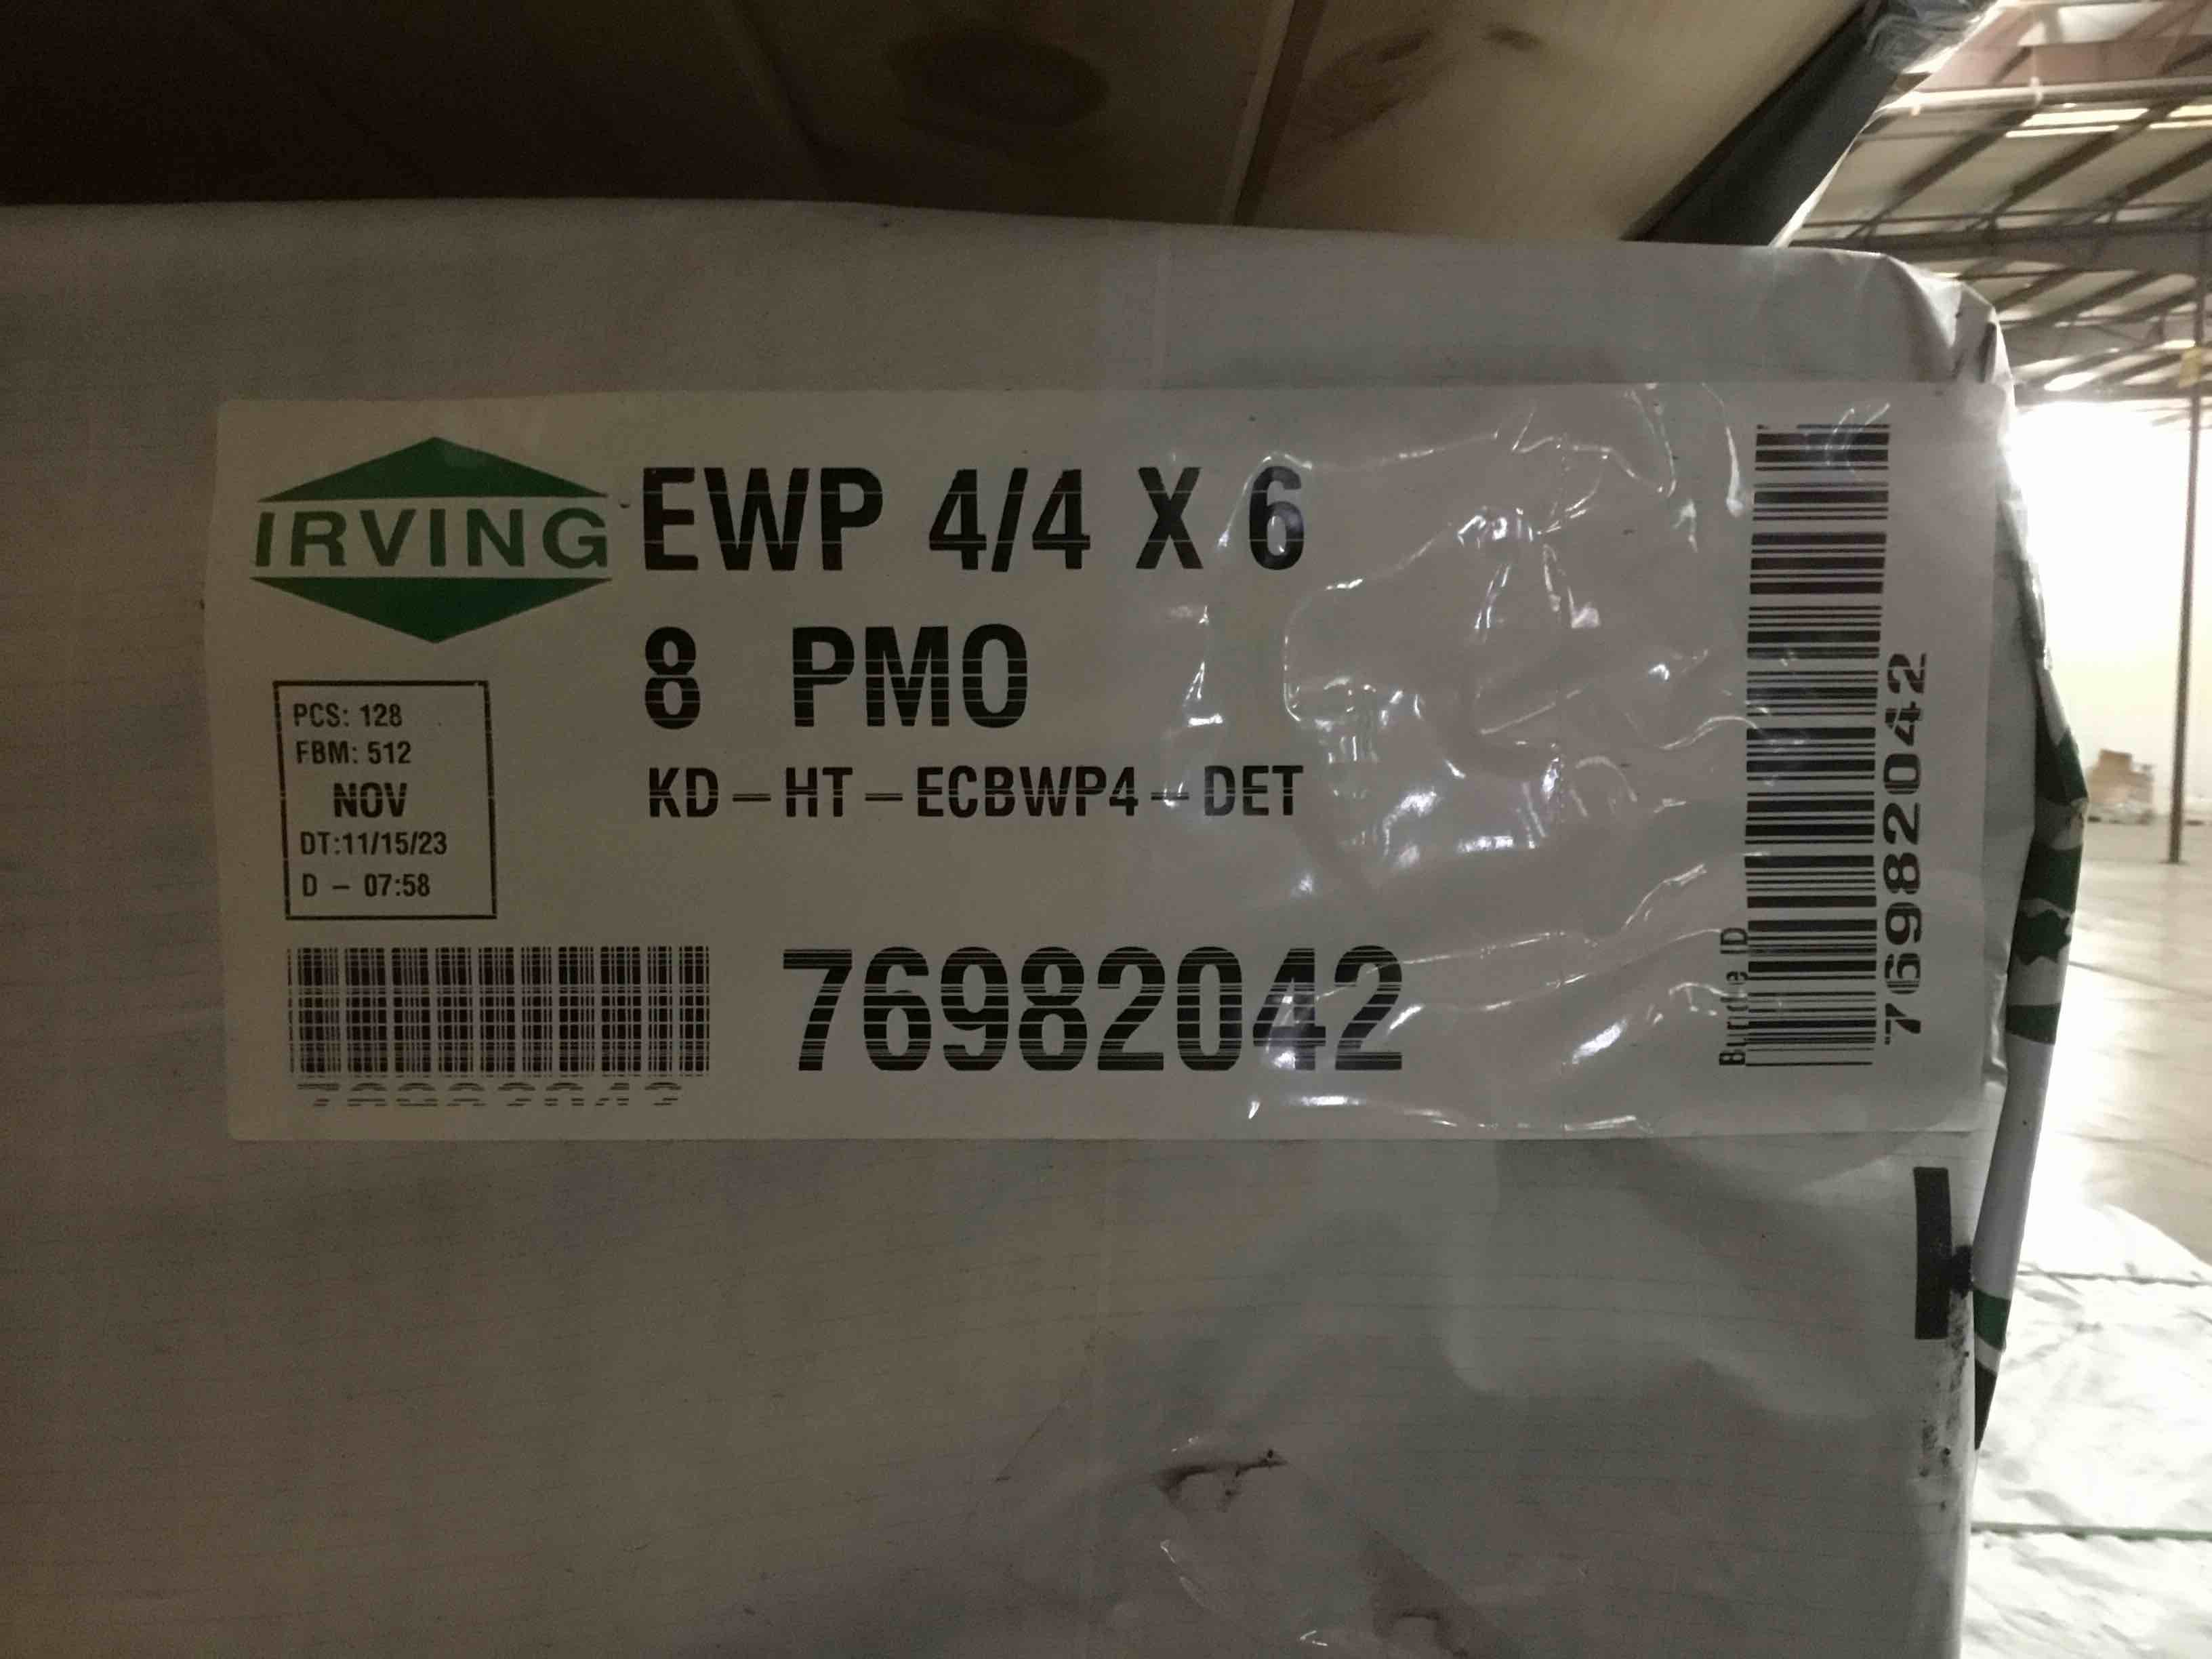 IRVING
EWP 4/4 X 6
8 PMO
KD-HT-ECBWP4-DET
PCS: 128
FBM: 512
NOV
DT:11/15/23
D - 07:58
76982042
76982042
Bundle ID
76982042